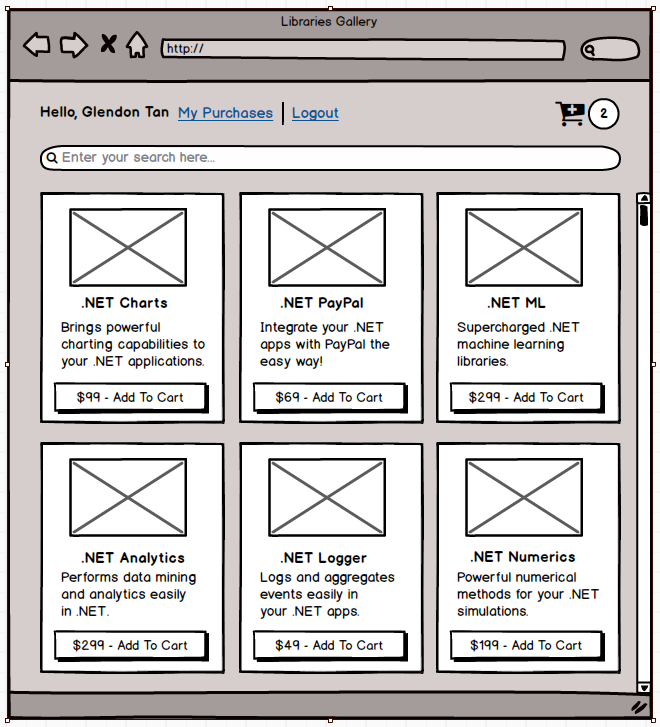 Libraries Gallery
http://
Hello, Glendon Tan My Purchases Logout 2
Enter your search here...
.NET Charts
Brings powerful
charting capabilities to
your .NET applications.
$99 - Add To Cart
.NET PayPal
Integrate your .NET
apps with PayPal the
easy way!
$69 - Add To Cart
.NET ML
Supercharged .NET
machine learning
libraries.
$299 - Add To Cart
.NET Analytics
Performs data mining
and analytics easily
in .NET.
$299 - Add To Cart
.NET Logger
Logs and aggregates
events easily in
your .NET apps.
$49 - Add To Cart
.NET Numerics
Powerful numerical
methods for your .NET
simulations.
$199 - Add To Cart